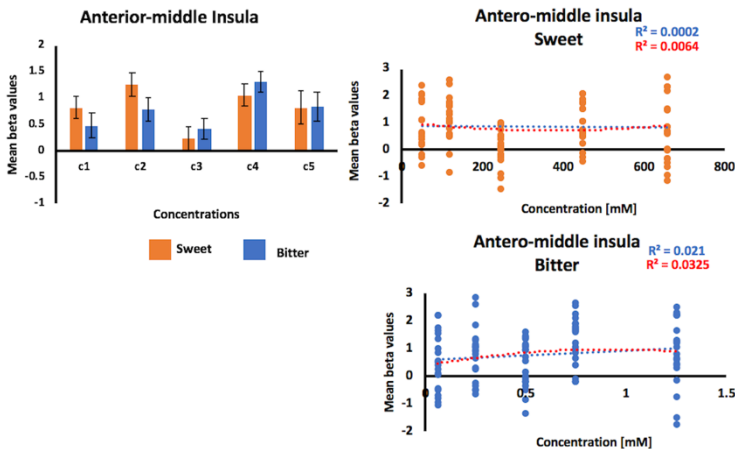 Anterior-middle Insula
2
1.5
1
0.5
0
-0.5
-1
Mean beta values
c1 c2 c3 c4 c5
Concentrations
Sweet Bitter
Antero-middle insula
Sweet
R² = 0.0002
R² = 0.0064
4
3
2
1
0
-1
-2
Mean beta values
0 200 400 600 800
Concentration [mM]
Antero-middle insula
Bitter
R² = 0.021
R² = 0.0325
3
2
1
0
-1
-2
Mean beta values
0 0.5 1 1.5
Concentration [mM]